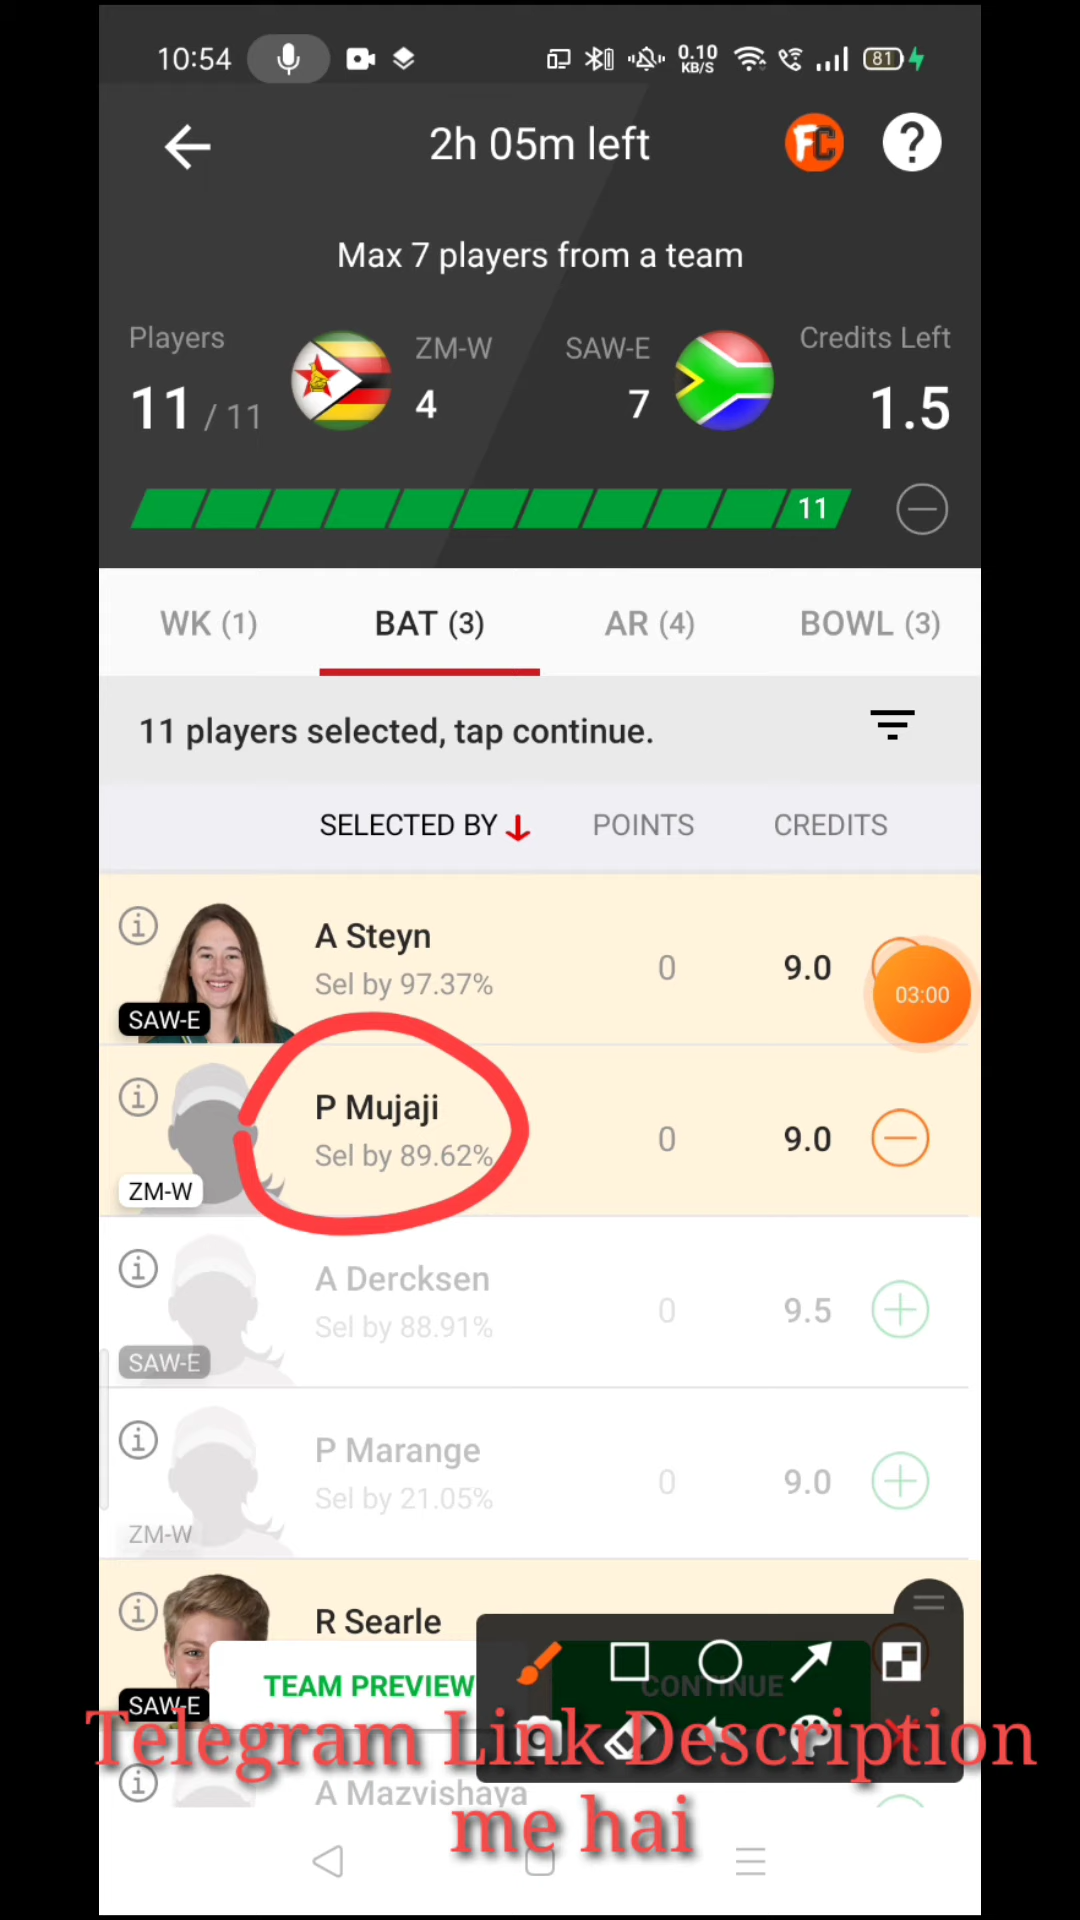 10:54
0.10
KB/S
81
2h 05m left
FC
?
Max 7 players from a team
Players
ZM-W
SAW-E
Credits Left
11 / 11
4
7
1.5
11
WK (1)
BAT (3)
AR (4)
BOWL (3)
11 players selected, tap continue.
SELECTED BY
POINTS
CREDITS
A Steyn
Sel by 97.37%
0
9.0
03:00
SAW-E
P Mujaji
Sel by 89.62%
0
9.0
ZM-W
A Dercksen
Sel by 88.91%
0
9.5
SAW-E
P Marange
Sel by 21.05%
0
9.0
ZM-W
R Searle
SAW-E
TEAM PREVIEW
CONTINUE
Telegram Link Description
me hai
A Mazvishaya